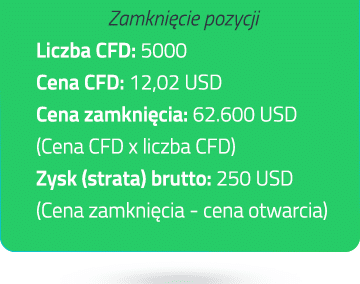 Zamknięcie pozycji
Liczba CFD: 5000
Cena CFD: 12,02 USD
Cena zamknięcia: 62.600 USD
(Cena CFD x liczba CFD)
Zysk (strata) brutto: 250 USD
(Cena zamknięcia - cena otwarcia)